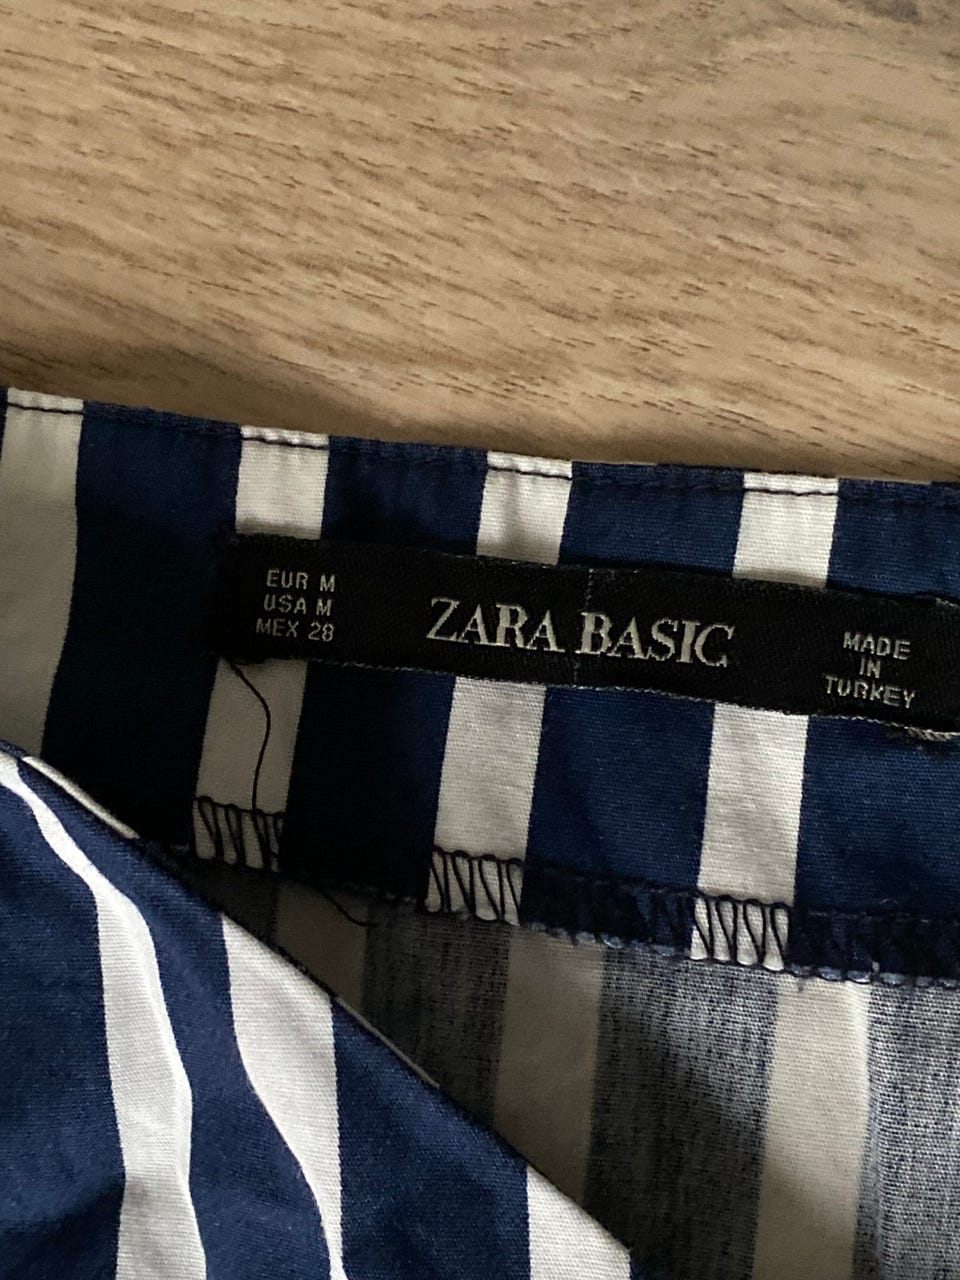 EUR M
USA M
MEX 28
ZARA BASIC
MADE
IN
TURKEY